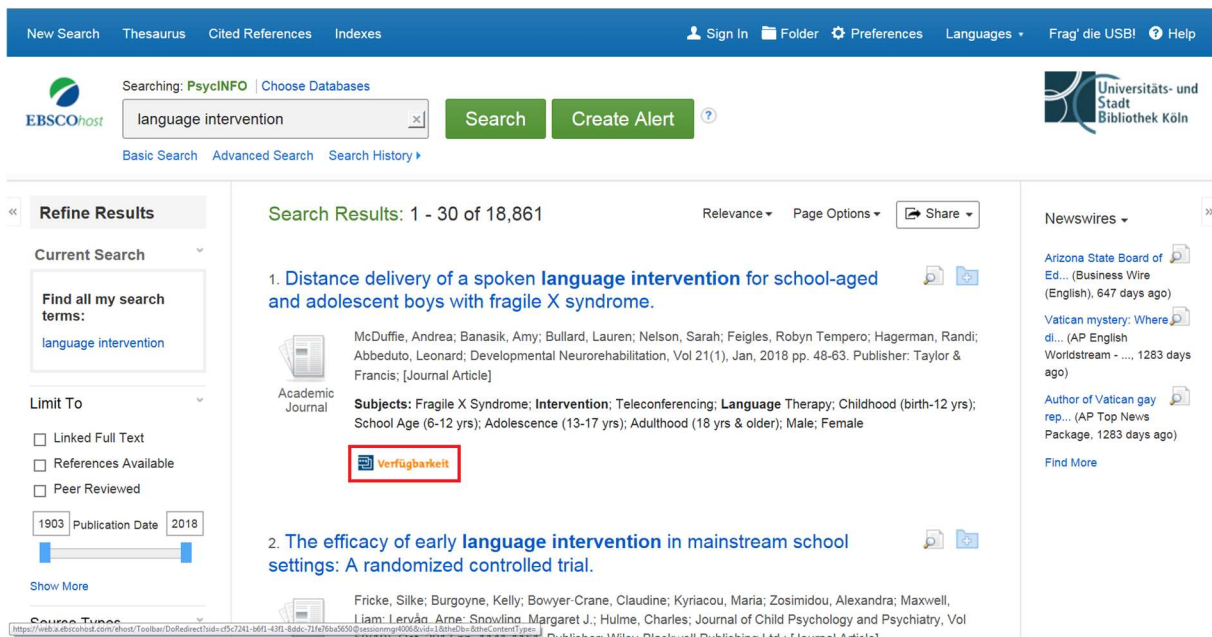 New Search Thesaurus Cited References Indexes Sign In Folder Preferences Languages Frag' die USB! Help
Searching: PsycINFO | Choose Databases
EBSCOhost
language intervention
Search
Create Alert
Universitäts- und
Stadt
Bibliothek Köln
Basic Search Advanced Search Search History
Refine Results
Current Search
Find all my search
terms:
language intervention
Limit To
Linked Full Text
References Available
Peer Reviewed
1903 Publication Date 2018
Show More
Search Results: 1 - 30 of 18,861
Relevance Page Options Share
1. Distance delivery of a spoken language intervention for school-aged
and adolescent boys with fragile X syndrome.
Academic
Journal
McDuffie, Andrea; Banasik, Amy; Bullard, Lauren; Nelson, Sarah; Feigles, Robyn Tempero; Hagerman, Randi;
Abbeduto, Leonard; Developmental Neurorehabilitation, Vol 21(1), Jan, 2018 pp. 48-63. Publisher: Taylor &
Francis; [Journal Article]
Subjects: Fragile X Syndrome; Intervention; Teleconferencing; Language Therapy; Childhood (birth-12 yrs);
School Age (6-12 yrs); Adolescence (13-17 yrs); Adulthood (18 yrs & older); Male; Female
Verfügbarkeit
2. The efficacy of early language intervention in mainstream school
settings: A randomized controlled trial.
Fricke, Silke; Burgoyne, Kelly; Bowyer-Crane, Claudine; Kyriacou, Maria; Zosimidou, Alexandra; Maxwell,
Liam; Lervåg, Arne; Snowling, Margaret J.; Hulme, Charles; Journal of Child Psychology and Psychiatry, Vol
Newswires
Arizona State Board of
Ed... (Business Wire
(English), 647 days ago)
Vatican mystery: Where
di... (AP English
Worldstream - ..., 1283 days
ago)
Author of Vatican gay
rep... (AP Top News
Package, 1283 days ago)
Find More